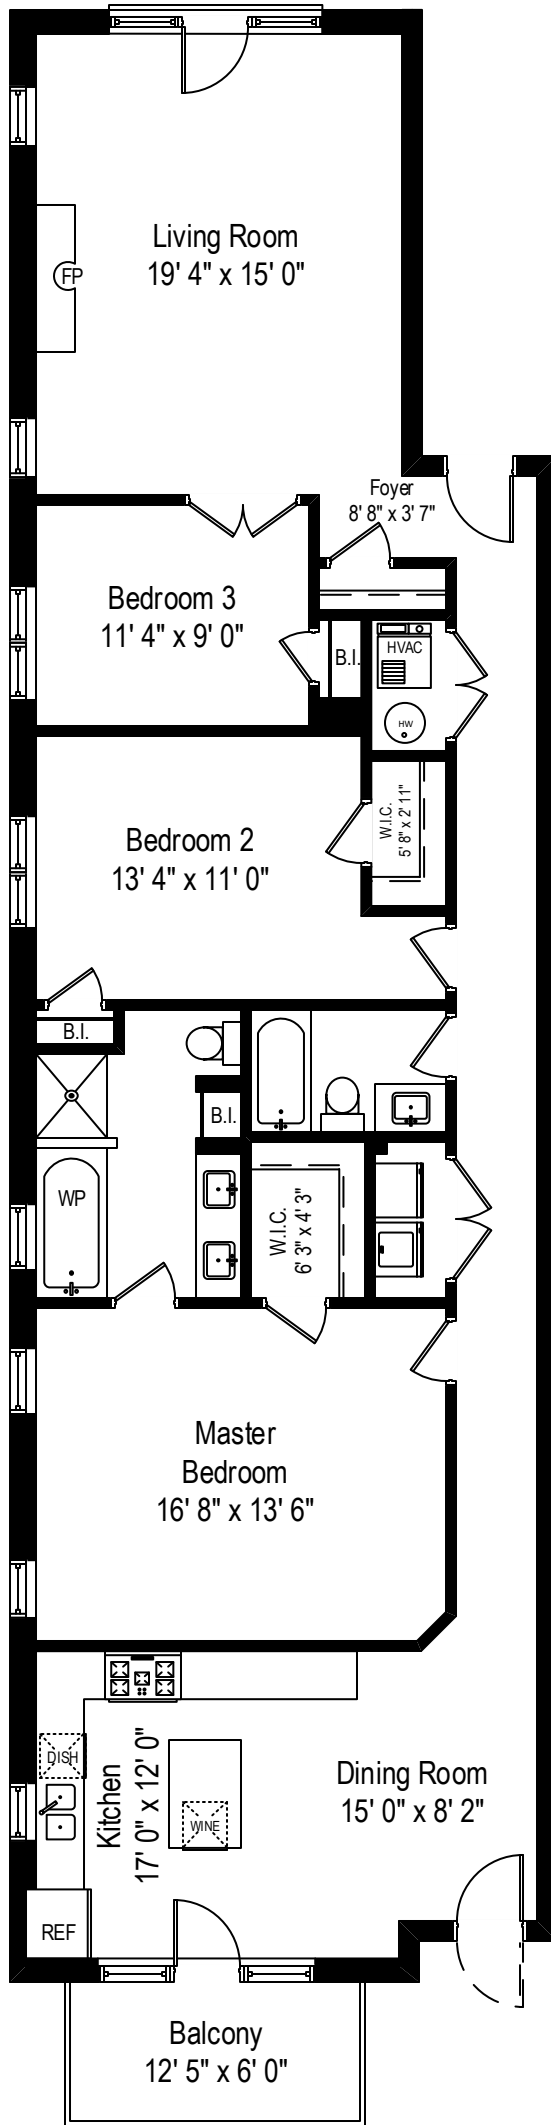 Living Room
19' 4" x 15' 0"
FP
Foyer
8' 8" x 3' 7"
Bedroom 3
11' 4" x 9' 0"
B.I.
HVAC
HW
Bedroom 2
13' 4" x 11' 0"
W.I.C.
5' 8" x 2' 11"
B.I.
B.I.
WP
W.I.C.
6' 3" x 4' 3"
Master
Bedroom
16' 8" x 13' 6"
DISH
Kitchen
17' 0" x 12' 0"
WINE
Dining Room
15' 0" x 8' 2"
REF
Balcony
12' 5" x 6' 0"